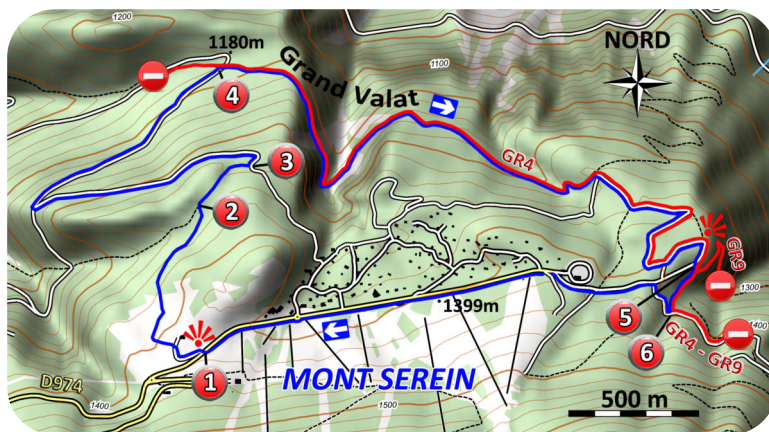 1200
1180m
NORD
Grand Valat
1100
4
3
GR4
2
GR9
1300
1399m
5
6
1400
GR4 - GR9
1
MONT SEREIN
D974
1400
1500
500 m